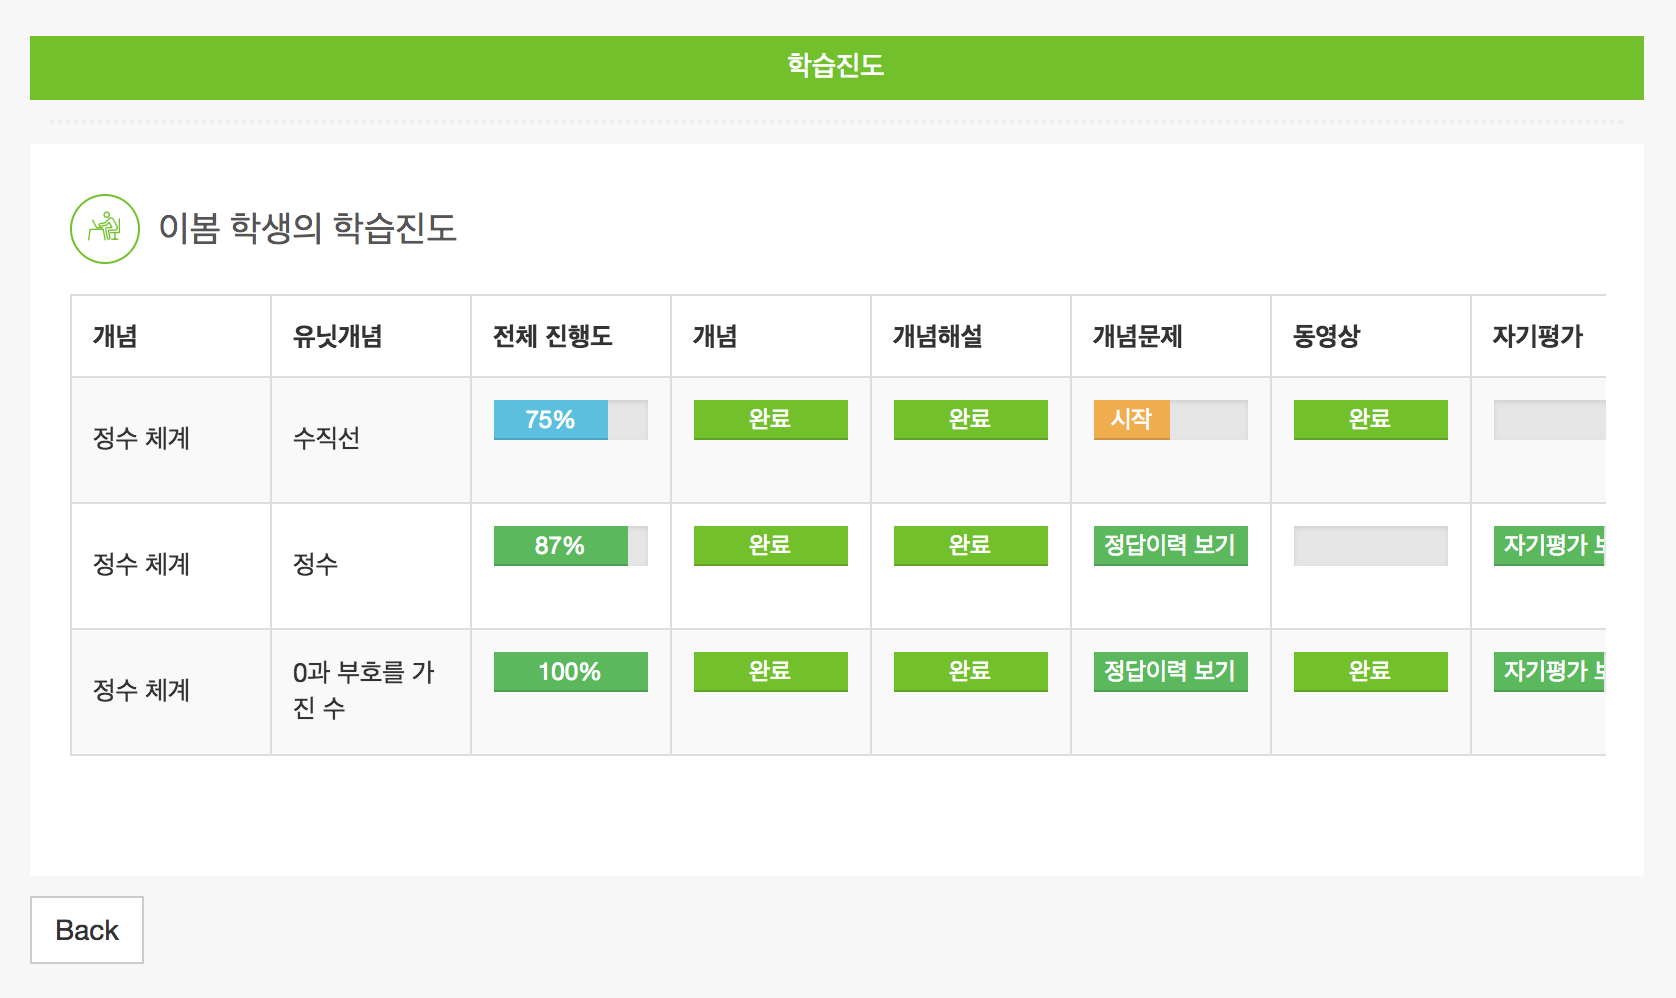 학습진도
이봄 학생의 학습진도
개념 유닛개념 전체 진행도 개념 개념해설 개념문제 동영상 자기평가
정수 체계 수직선 75% 완료 완료 시작 완료
정수 체계 정수 87% 완료 완료 정답이력 보기 자기평가
정수 체계 0과 부호를 가 100% 완료 완료 정답이력 보기 완료 자기평가
진 수
Back